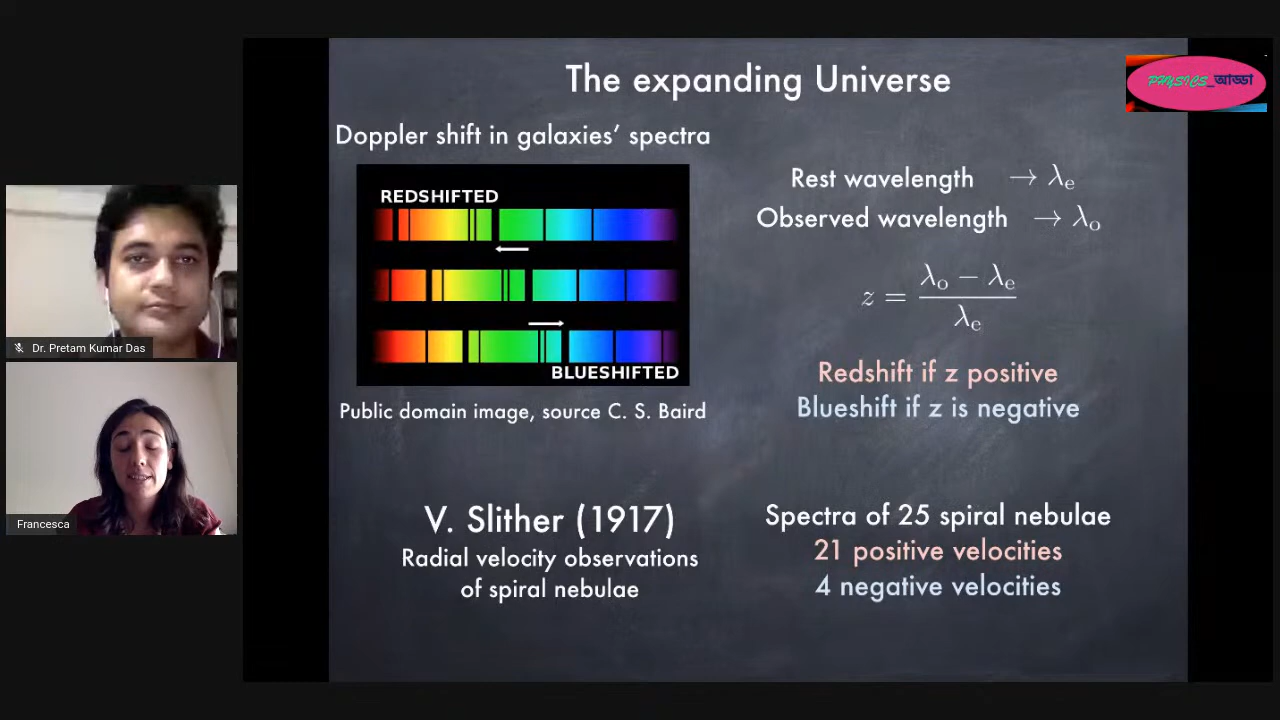 The expanding Universe
PHYSICS_আড্ডা
Doppler shift in galaxies’ spectra
REDSHIFTED
BLUESHIFTED
Public domain image, source C. S. Baird
Rest wavelength → λe
Observed wavelength → λo
z = (λo − λe) / λe
Redshift if z positive
Blueshift if z is negative
V. Slither (1917)
Radial velocity observations
of spiral nebulae
Spectra of 25 spiral nebulae
21 positive velocities
4 negative velocities
Dr. Pretam Kumar Das
Francesca